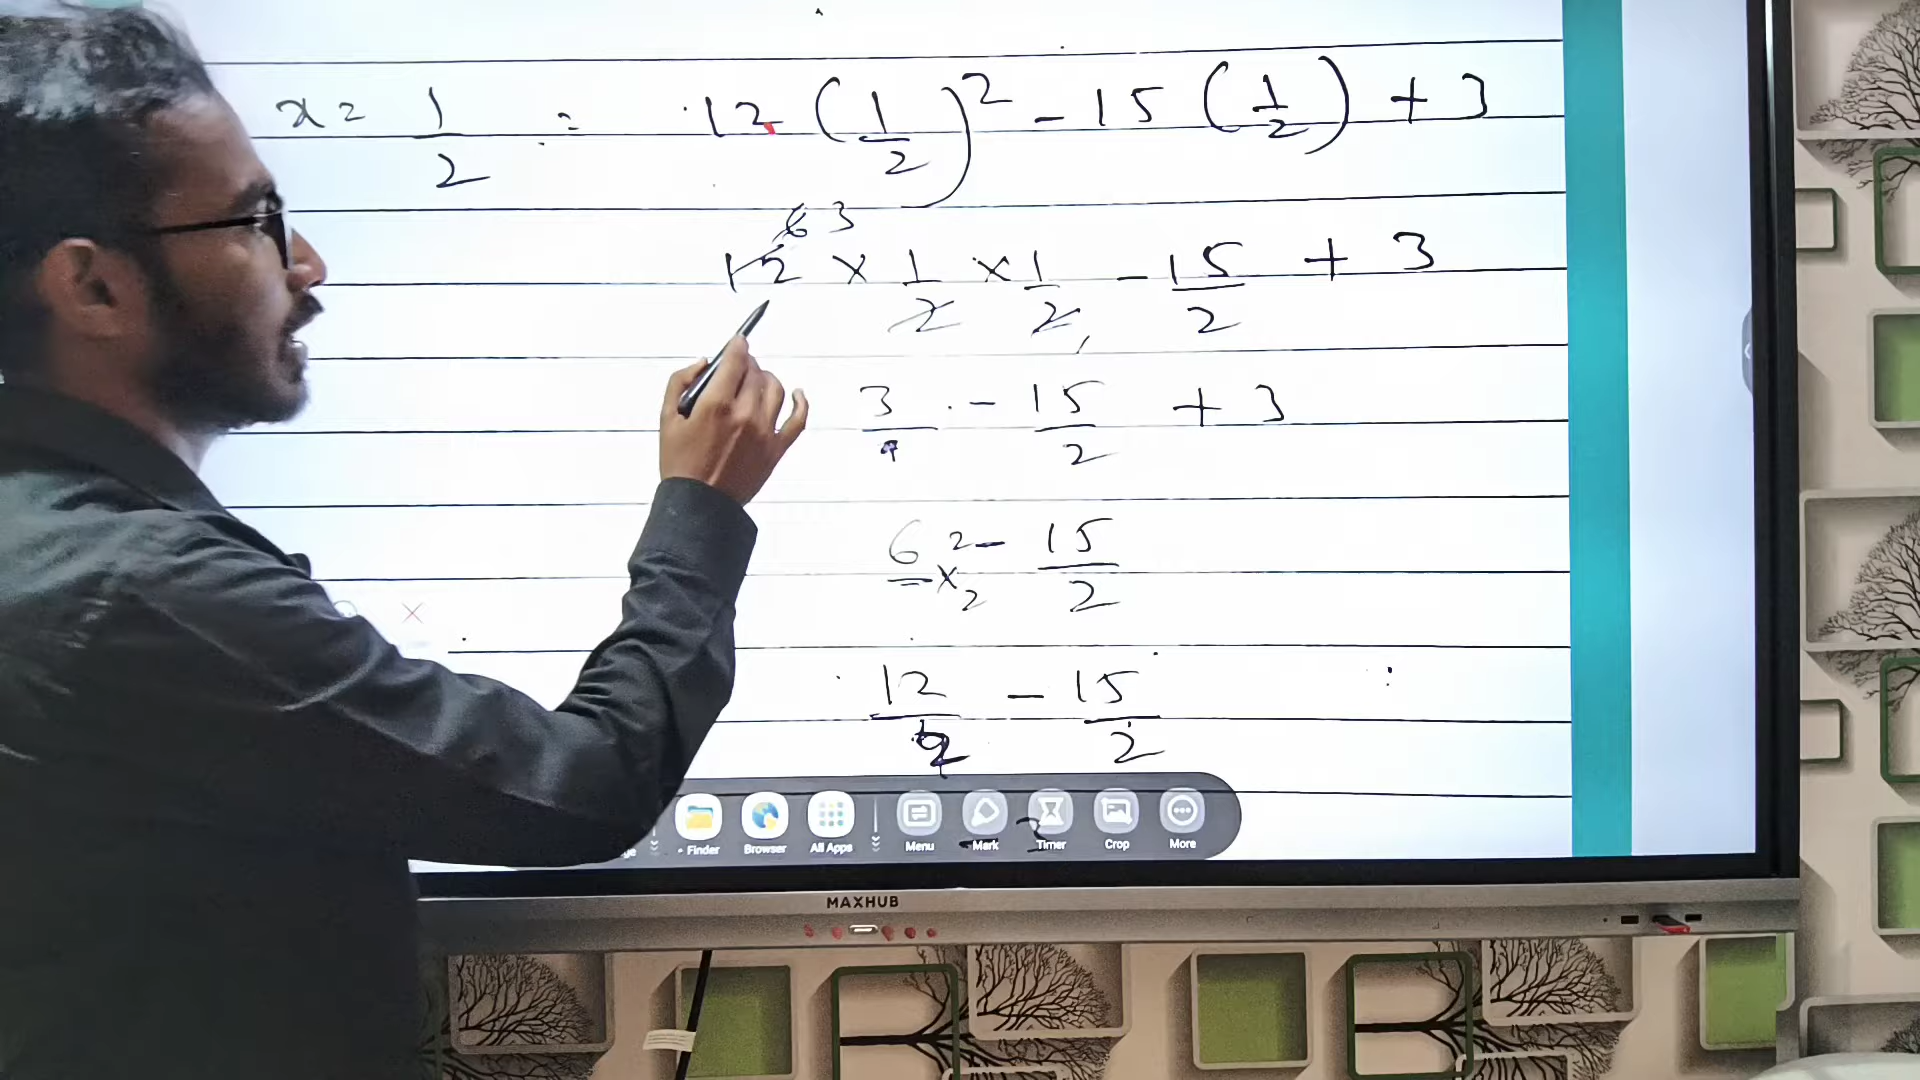 x = 1/2 = 12 (1/2)² - 15 (1/2) + 3
6 3
12 × 1/2 × 1/2 - 15/2 + 3
3/1 - 15/2 + 3
6 × 2/2 - 15/2
12/2 - 15/2
Finder Browser All Apps Menu Mark Timer Crop More
MAXHUB